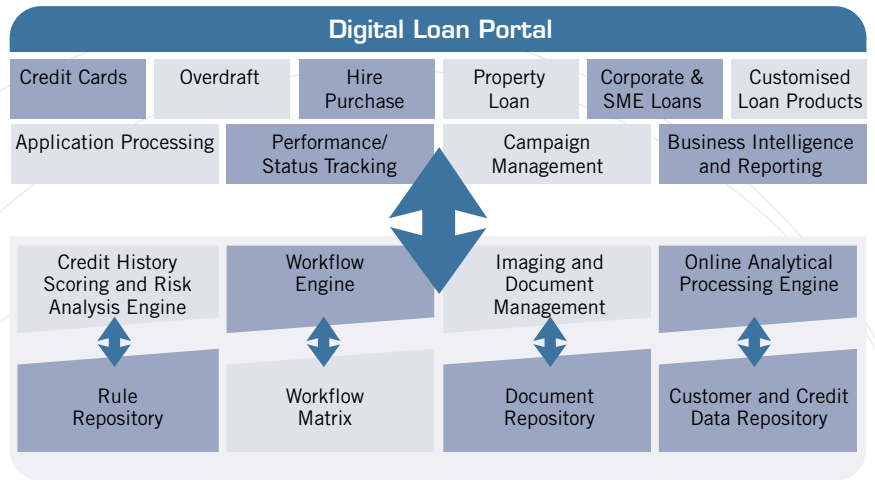 Digital Loan Portal
Credit Cards
Overdraft
Hire
Purchase
Property
Loan
Corporate &
SME Loans
Customised
Loan Products
Application Processing
Performance/
Status Tracking
Campaign
Management
Business Intelligence
and Reporting
Credit History
Scoring and Risk
Analysis Engine
Workflow
Engine
Imaging and
Document
Management
Online Analytical
Processing Engine
Rule
Repository
Workflow
Matrix
Document
Repository
Customer and Credit
Data Repository